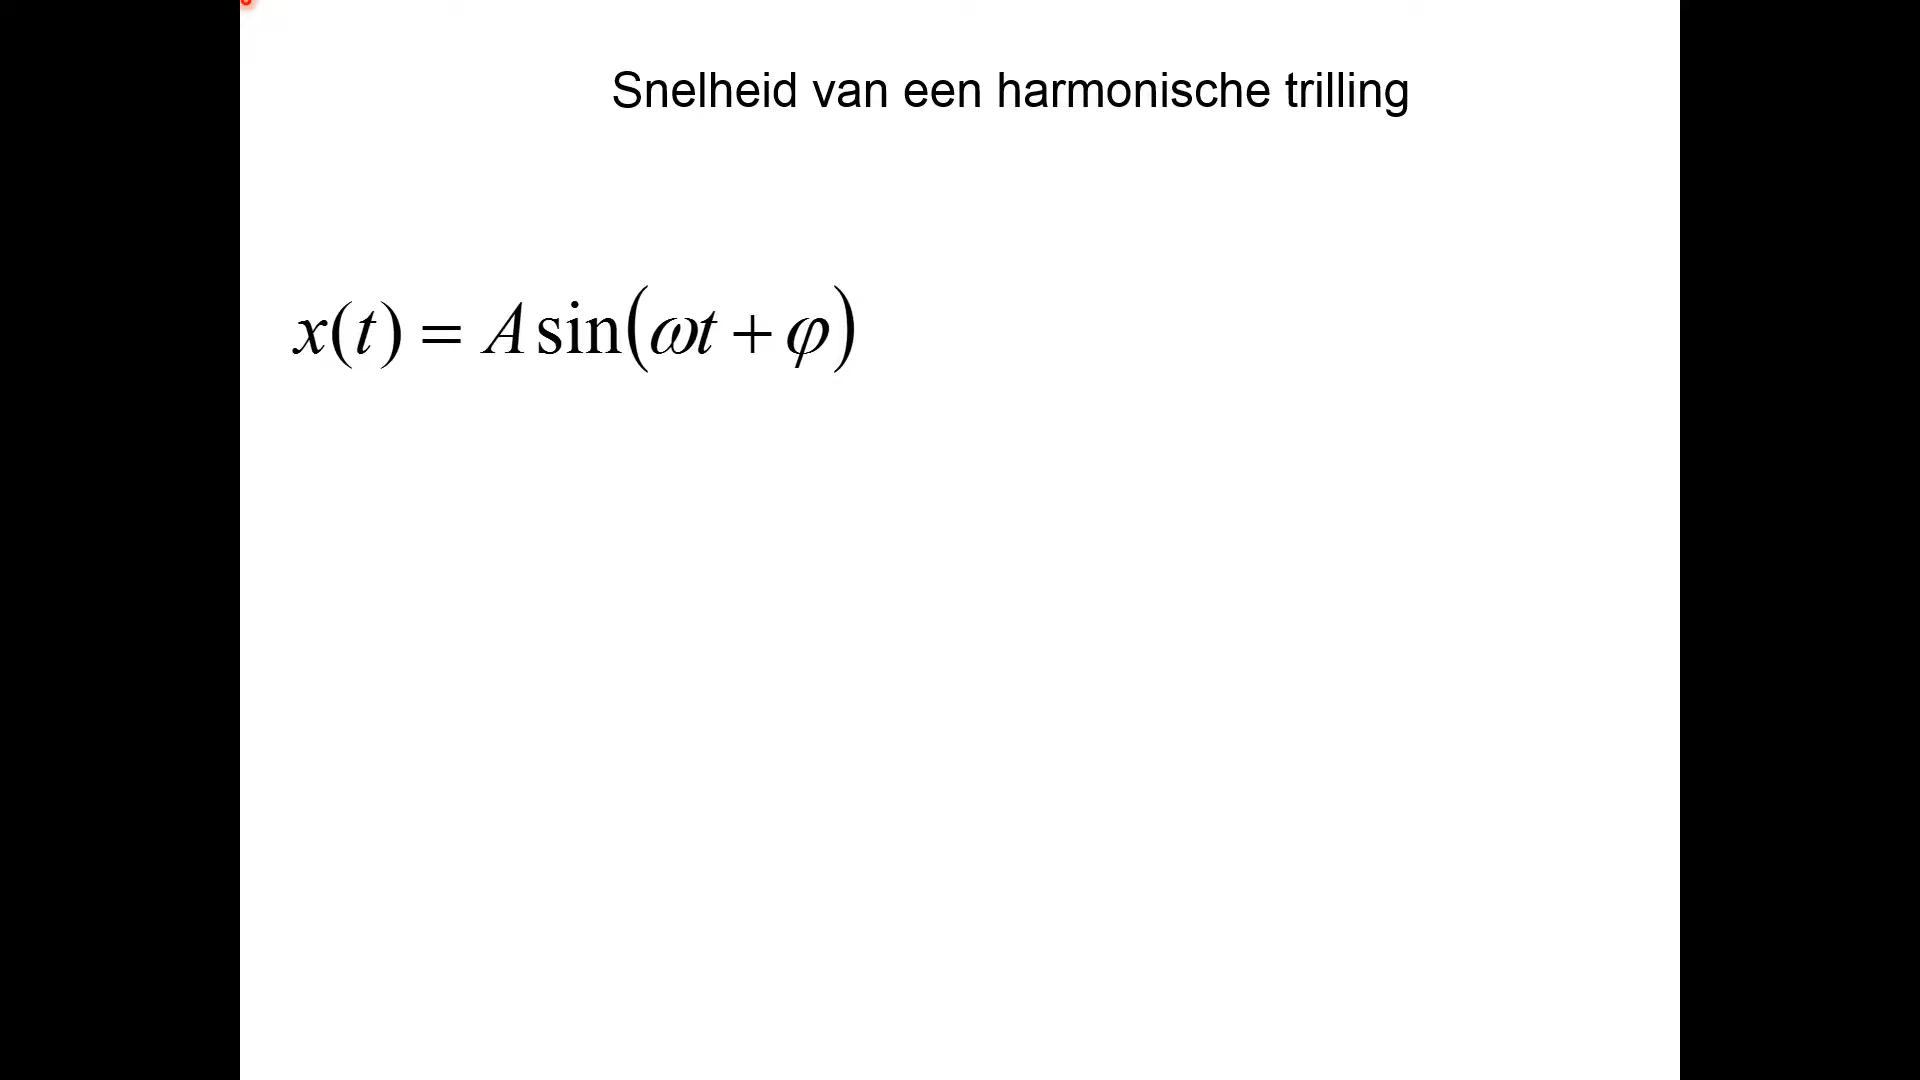 Snelheid van een harmonische trilling
x(t) = A sin(ωt + φ)